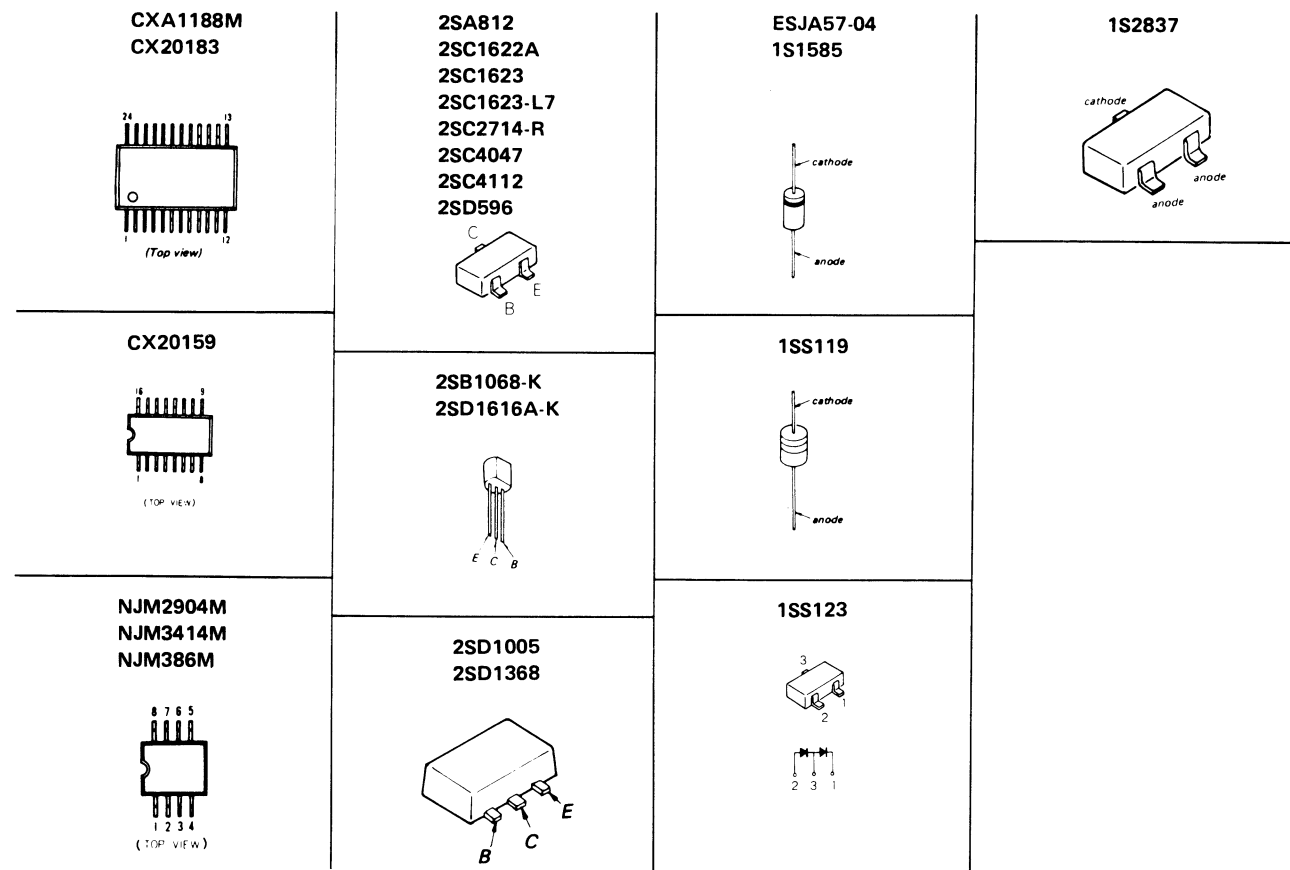 CXA1188M
CX20183
24 13
1 12
(Top view)
CX20159
16 9
1 8
(TOP VIEW)
NJM2904M
NJM3414M
NJM386M
8 7 6 5
1 2 3 4
(TOP VIEW)
2SA812
2SC1622A
2SC1623
2SC1623-L7
2SC2714-R
2SC4047
2SC4112
2SD596
C
E
B
2SB1068-K
2SD1616A-K
E C B
2SD1005
2SD1368
E
C
B
ESJA57-04
1S1585
cathode
anode
1SS119
cathode
anode
1SS123
3
1
2
2 3 1
1S2837
cathode
anode
anode